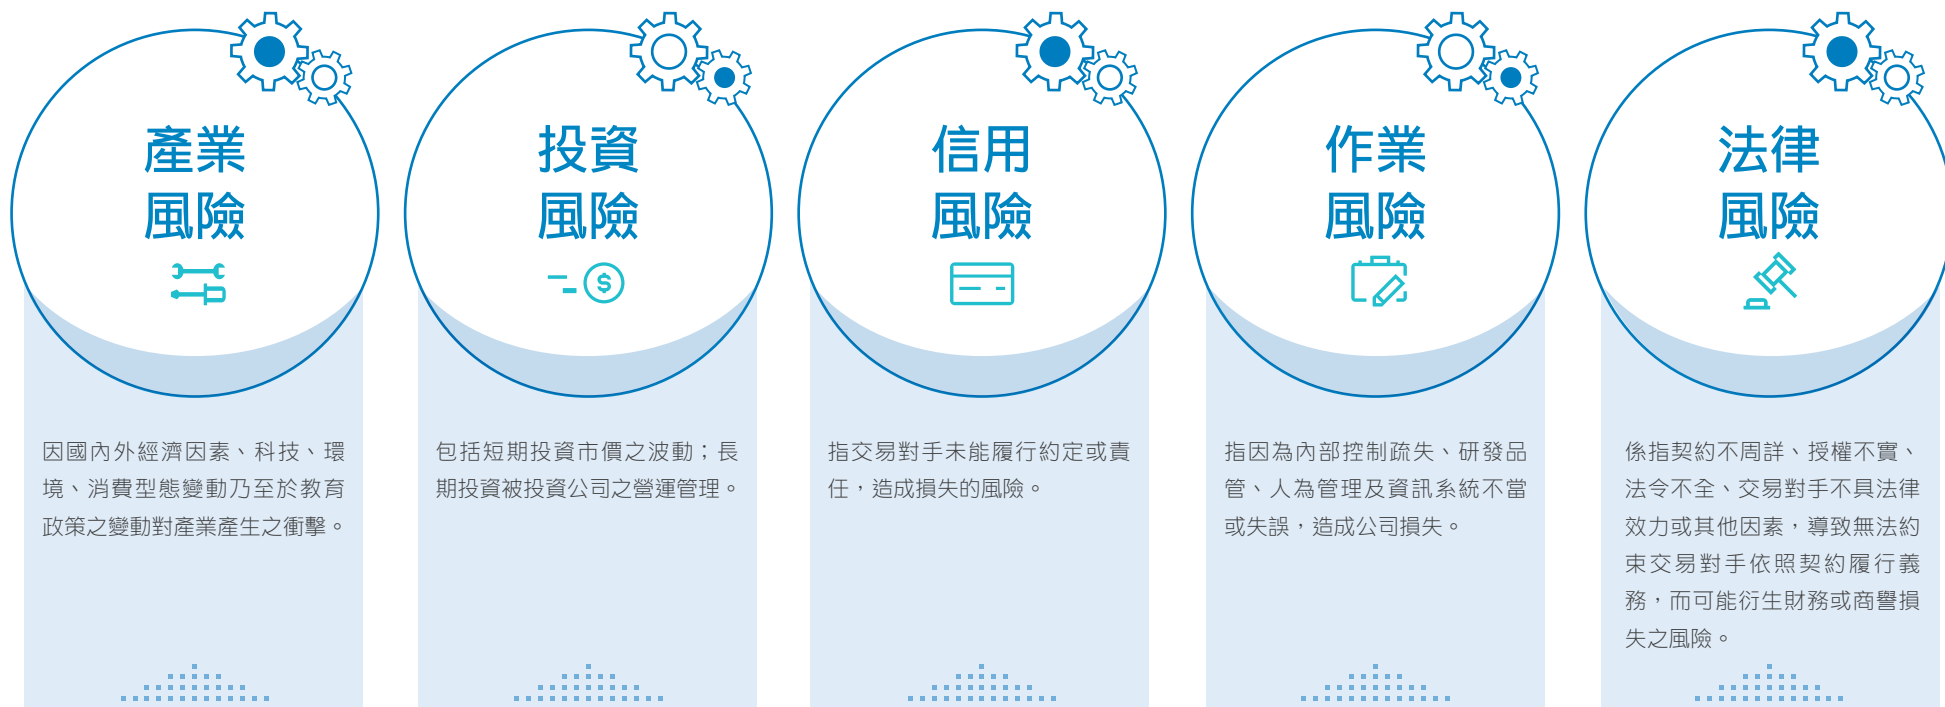 產業
風險
因國內外經濟因素、科技、環
境、消費型態變動乃至於教育
政策之變動對產業產生之衝擊。
投資
風險
包括短期投資市價之波動；長
期投資被投資公司之營運管理。
信用
風險
指交易對手未能履行約定或責
任，造成損失的風險。
作業
風險
指因為內部控制疏失、研發品
管、人為管理及資訊系統不當
或失誤，造成公司損失。
法律
風險
係指契約不周詳、授權不實、
法令不全、交易對手不具法律
效力或其他因素，導致無法約
束交易對手依照契約履行義
務，而可能衍生財務或商譽損
失之風險。